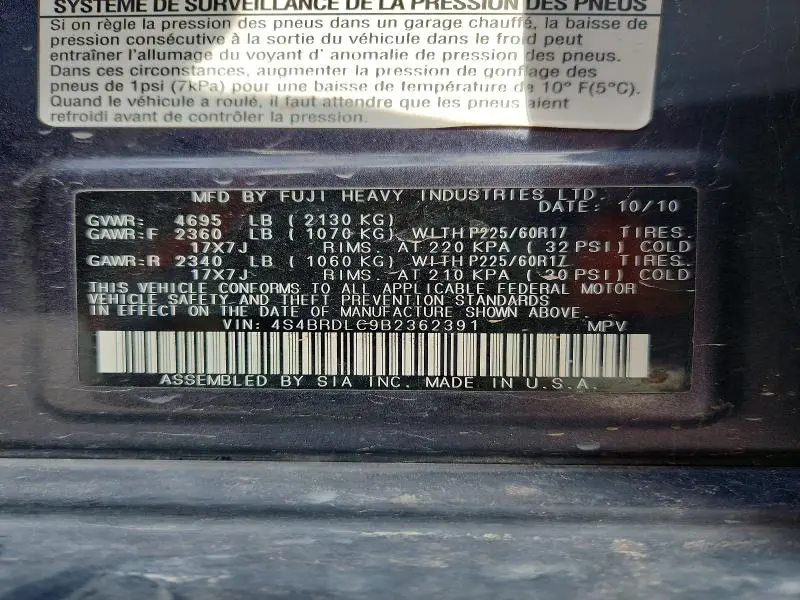 SYSTÈME DE SURVEILLANCE DE LA PRESSION DES PNEUS
Si on règle la pression des pneus dans un garage chauffé, la baisse de
pression consécutive à la sortie du véhicule dans le froid peut
entraîner l'allumage du voyant d' anomalie de pression des pneus.
Dans ces circonstances, augmenter la pression de gonflage des
pneus de 1psi (7kPa) pour une baisse de température de 10° F(5°C).
Quand le véhicule a roulé, il faut attendre que les pneus aient
refroidi avant de contrôler la pression.
MFD BY FUJI HEAVY INDUSTRIES LTD.
DATE: 10/10
GVWR: 4695 LB (2130 KG)
GAWR:F 2360 LB (1070 KG) WITH P225/60R17 TIRES.
17X7J RIMS. AT 220 KPA (32 PSI) COLD
GAWR:R 2340 LB (1060 KG) WITH P225/60R17 TIRES.
17X7J RIMS. AT 210 KPA (30 PSI) COLD
THIS VEHICLE CONFORMS TO ALL APPLICABLE FEDERAL MOTOR
VEHICLE SAFETY AND THEFT PREVENTION STANDARDS
IN EFFECT ON THE DATE OF MANUFACTURE SHOWN ABOVE.
VIN: 4S4BRDLC9B2362391 MPV
ASSEMBLED BY SIA INC. MADE IN U.S.A.